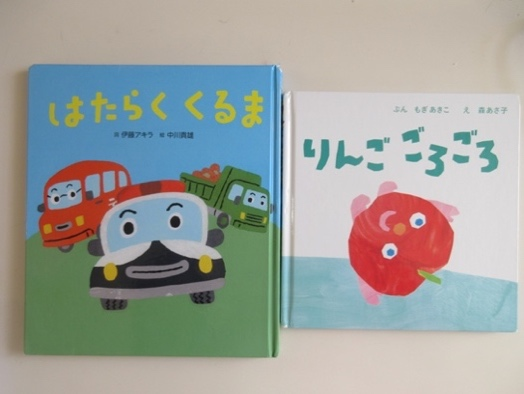 はたらく くるま
詞 伊藤アキラ 絵 中川貴雄
ぶん もぎ あきこ え 森 あさ子
りんご ごろごろ